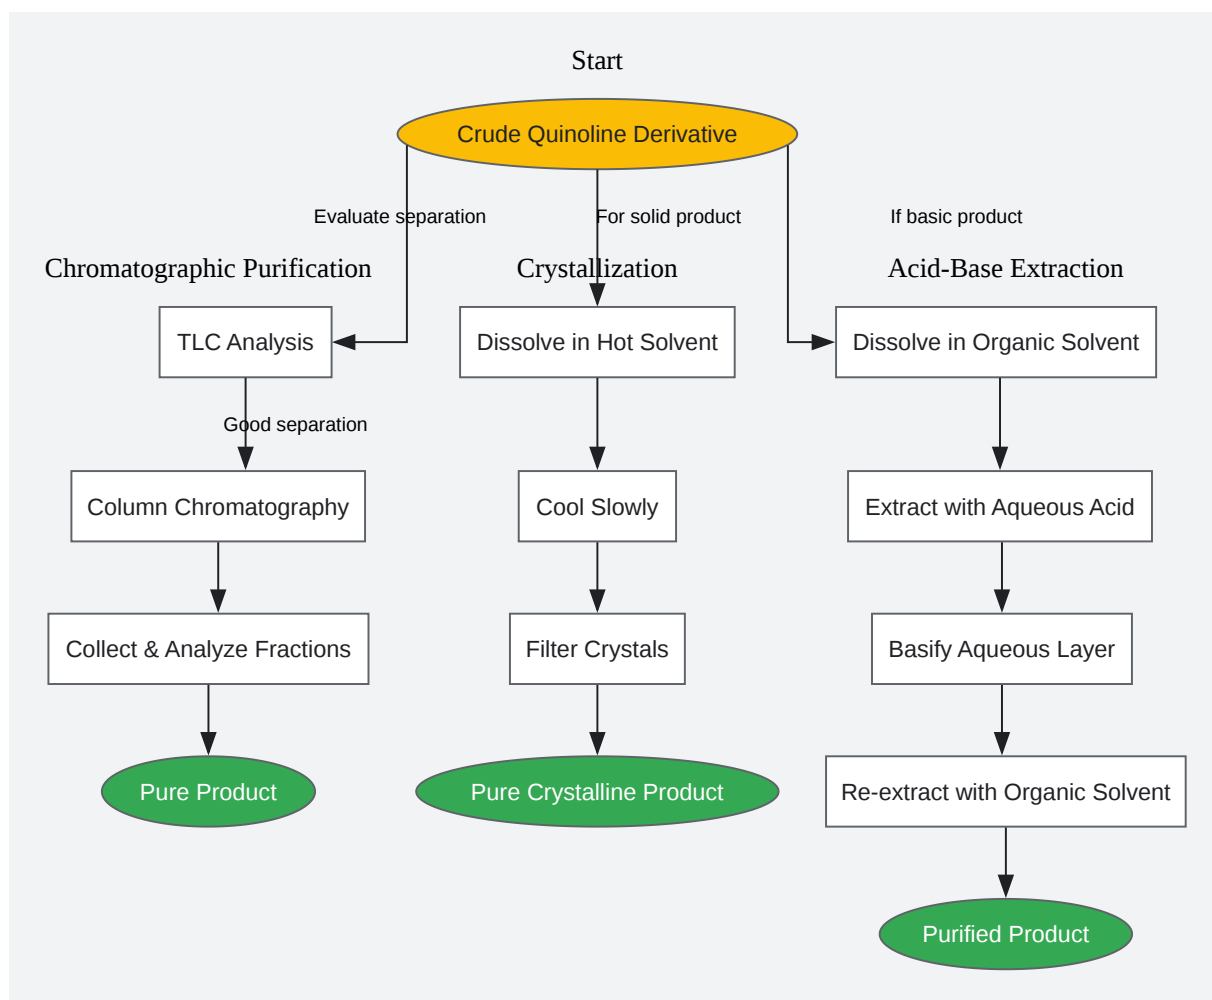 Start
Crude Quinoline Derivative
Evaluate separation
For solid product
If basic product
Chromatographic Purification
Crystallization
Acid-Base Extraction
TLC Analysis
Dissolve in Hot Solvent
Dissolve in Organic Solvent
Good separation
Column Chromatography
Cool Slowly
Extract with Aqueous Acid
Collect & Analyze Fractions
Filter Crystals
Basify Aqueous Layer
Pure Product
Pure Crystalline Product
Re-extract with Organic Solvent
Purified Product